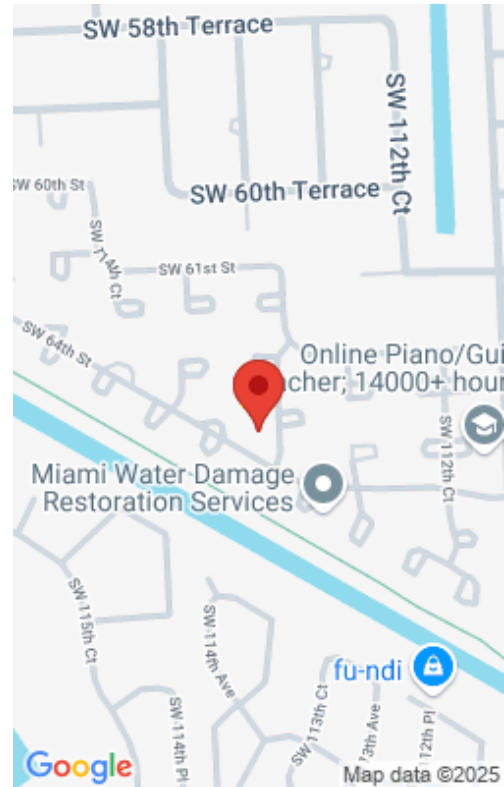 SW 58th Terrace
SW 112th Ct
SW 60th St
SW 60th Terrace
SW 114th Ct
SW 61st St
SW 64th St
Online Piano/Gui
acher; 14000+ hour
SW 112th Ct
Miami Water Damage
Restoration Services
SW 115th Ct
SW 114th Ave
fu-ndi
SW 113th Ct
3th Ave
112th Pl
SW 114th Pl
Google
Map data ©2025